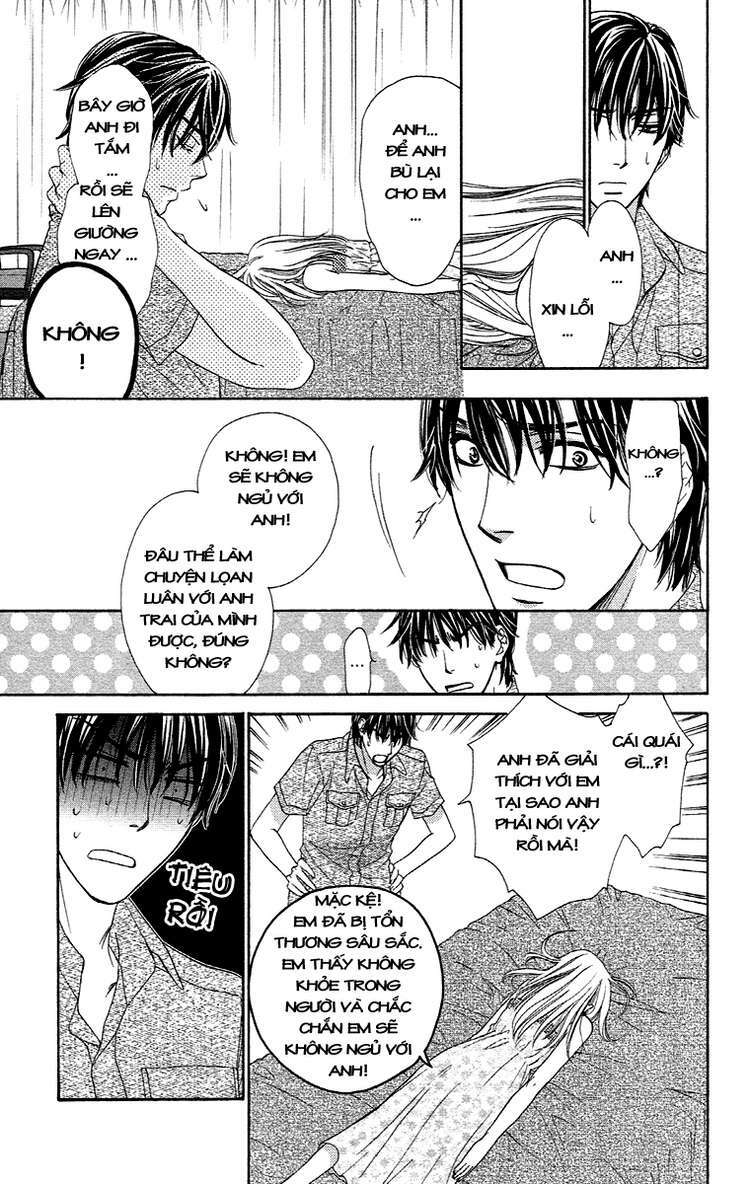 ANH
...
XIN LỖI
...
ANH...
ĐỂ ANH
BÙ LẠI
CHO EM
...
BÂY GIỜ
ANH ĐI
TẮM
...
RỒI SẼ
LÊN
GIƯỜNG
NGAY ...
KHÔNG
!
KHÔNG
...?
KHÔNG! EM
SẼ KHÔNG
NGỦ VỚI
ANH!
ĐÂU THỂ LÀM
CHUYỆN LOẠN
LUÂN VỚI ANH
TRAI CỦA MÌNH
ĐƯỢC, ĐÚNG
KHÔNG?
...
CÁI QUÁI
GÌ...?!
ANH ĐÃ GIẢI
THÍCH VỚI EM
TẠI SAO ANH
PHẢI NÓI VẬY
RỒI MÀ!
MẶC KỆ!
EM ĐÃ BỊ TỔN
THƯƠNG SÂU SẮC.
EM THẤY KHÔNG
KHỎE TRONG
NGƯỜI VÀ CHẮC
CHẮN EM SẼ
KHÔNG NGỦ VỚI
ANH!
TIÊU
RỒI